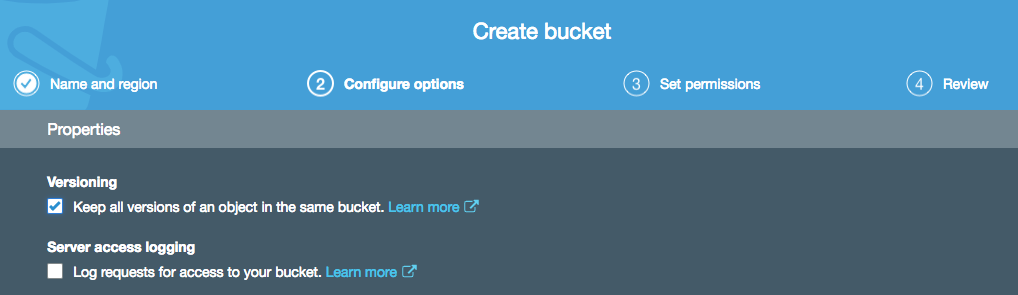 Create bucket
Name and region
2 Configure options
3 Set permissions
4 Review
Properties
Versioning
Keep all versions of an object in the same bucket. Learn more
Server access logging
Log requests for access to your bucket. Learn more